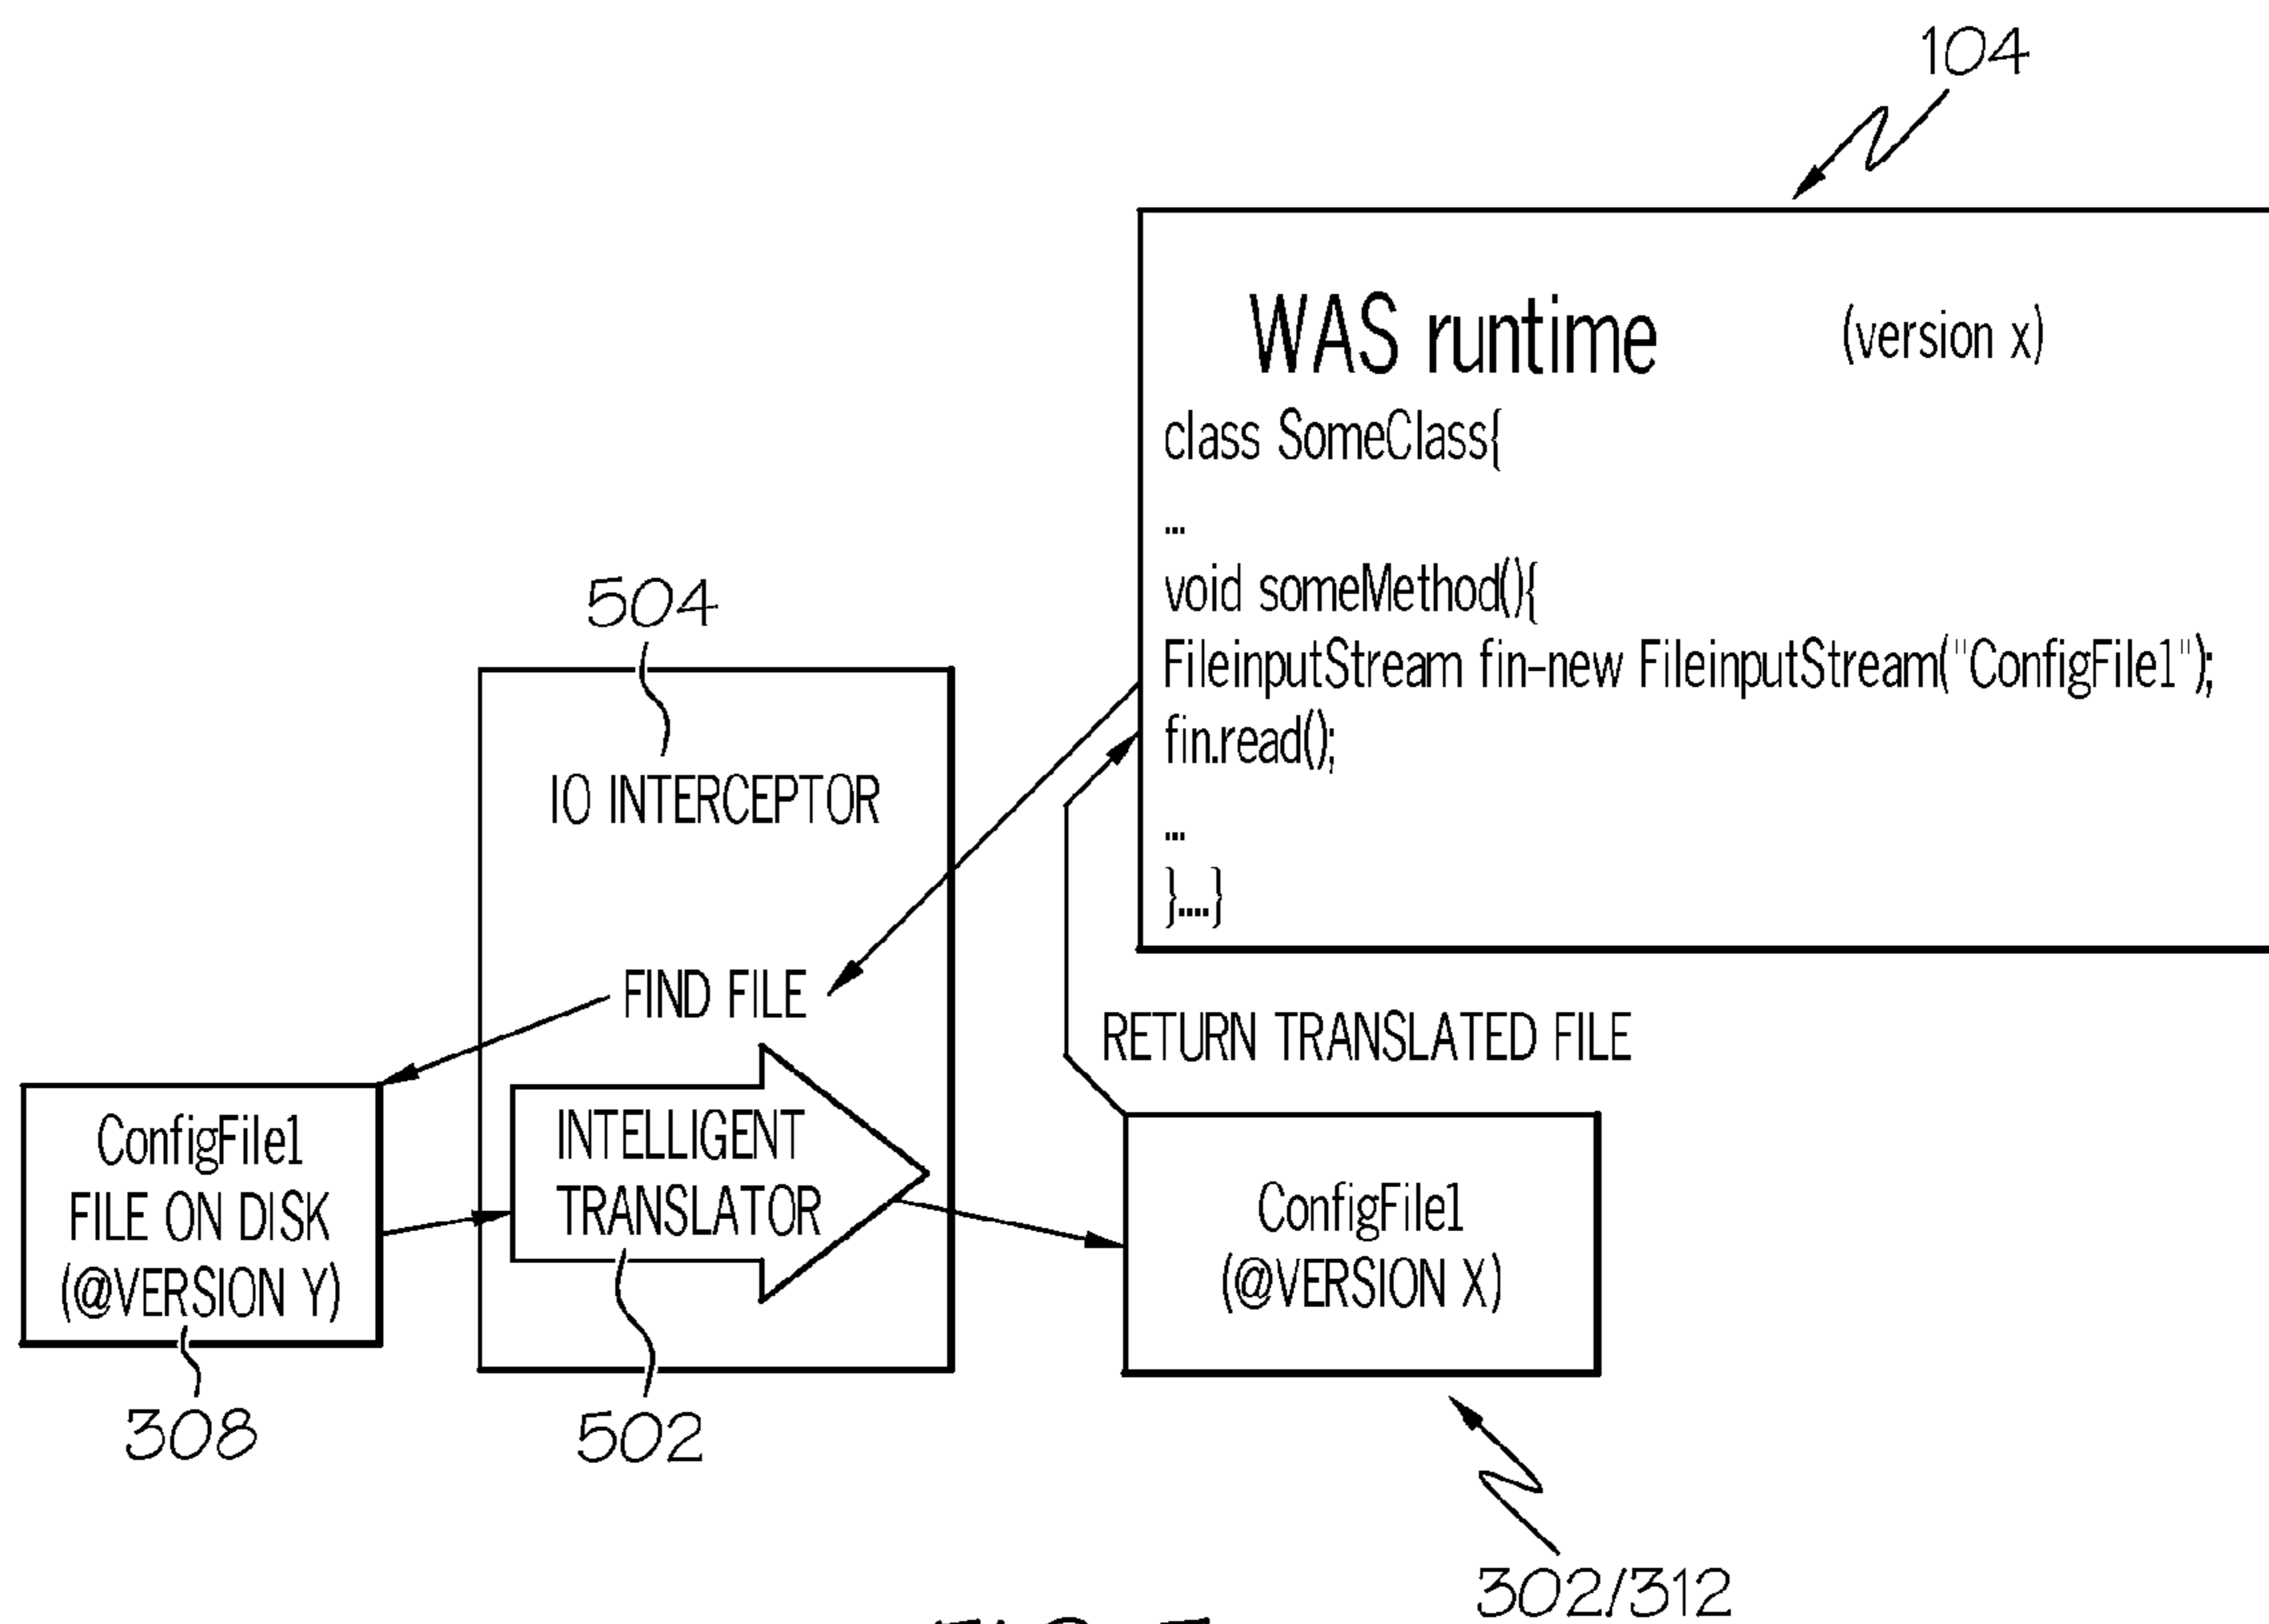 104
WAS runtime (version x)
class SomeClass{
...
void someMethod(){
FileinputStream fin-new FileinputStream("ConfigFile1");
fin.read();
...
}....}
504
IO INTERCEPTOR
FIND FILE
RETURN TRANSLATED FILE
ConfigFile1
FILE ON DISK
(@VERSION Y)
INTELLIGENT
TRANSLATOR
ConfigFile1
(@VERSION X)
308
502
302/312